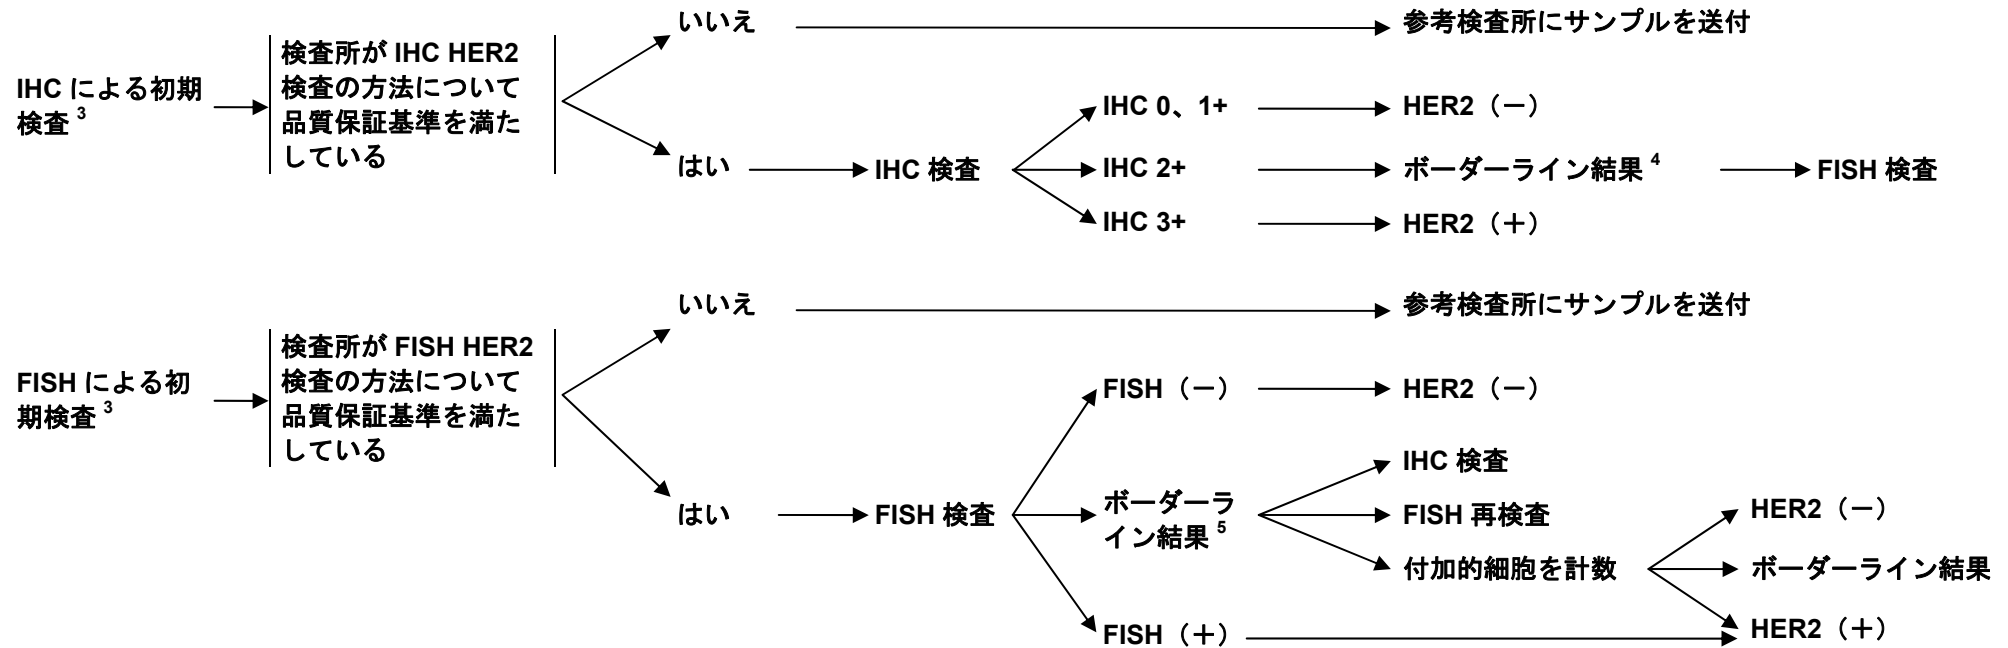 いいえ
参考検査所にサンプルを送付
IHC による初期
検査 3
検査所が IHC HER2
検査の方法について
品質保証基準を満た
している
はい
IHC 検査
IHC 0、1+
HER2（－）
IHC 2+
ボーダーライン結果 4
FISH 検査
IHC 3+
HER2（＋）
いいえ
参考検査所にサンプルを送付
FISH による初
期検査 3
検査所が FISH HER2
検査の方法について
品質保証基準を満た
している
はい
FISH 検査
FISH（－）
HER2（－）
ボーダーラ
イン結果 5
IHC 検査
FISH 再検査
付加的細胞を計数
HER2（－）
ボーダーライン結果
HER2（＋）
FISH（＋）